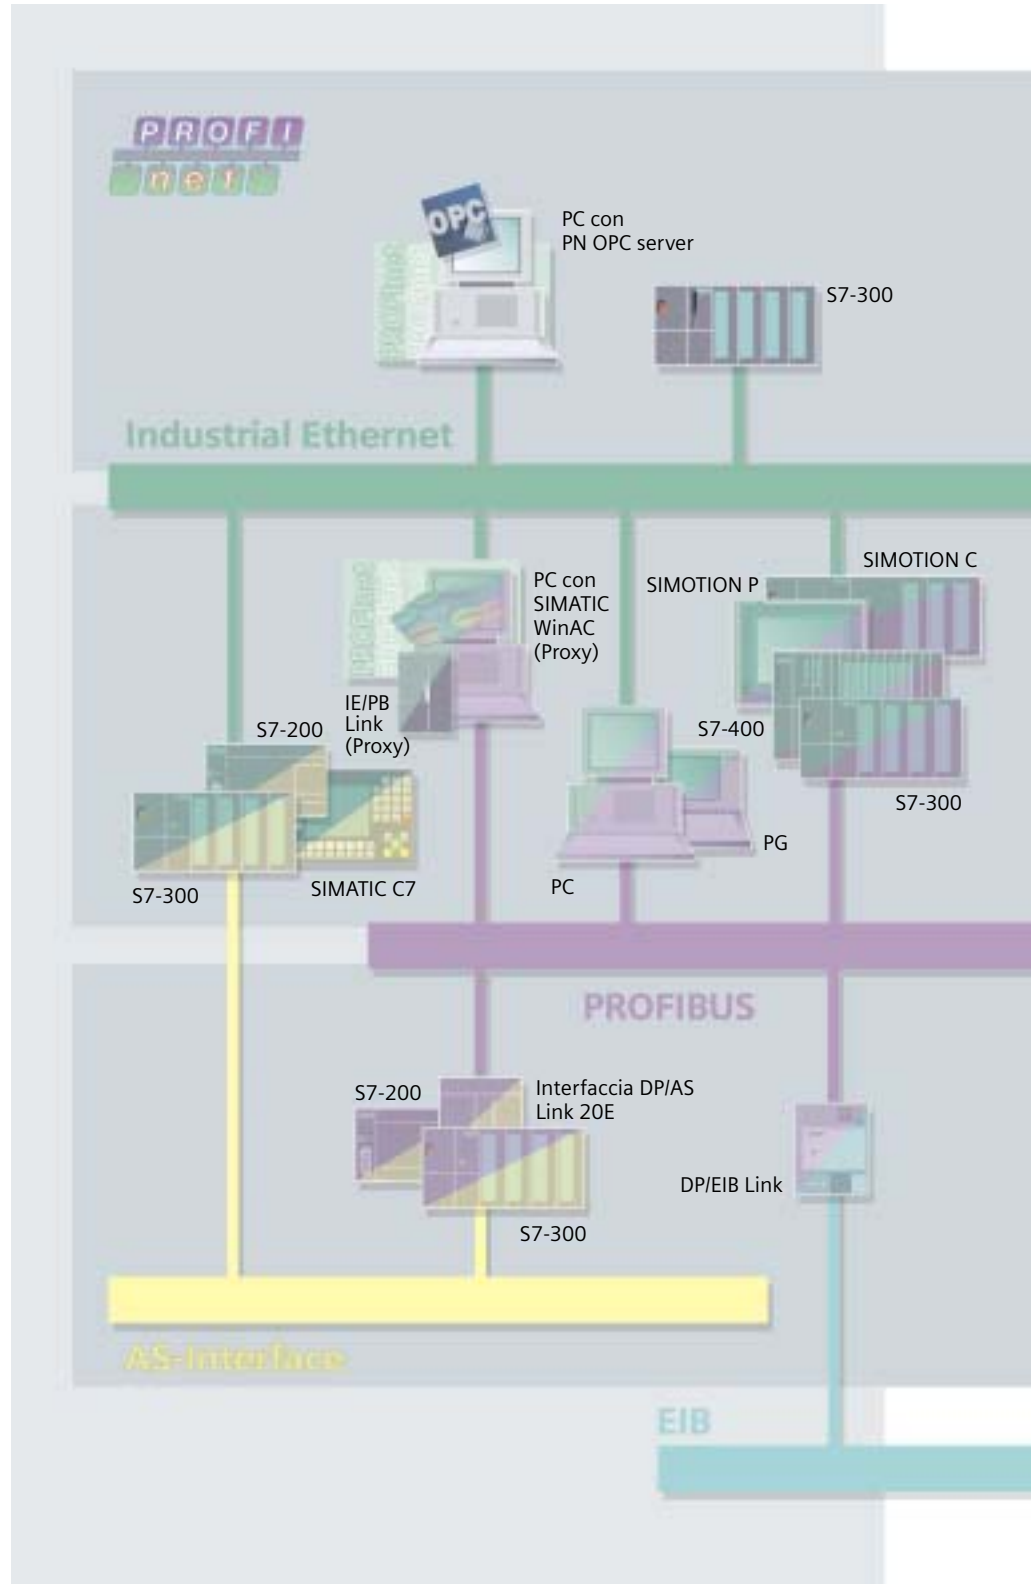 PROFI
net
OPC
PC con
PN OPC server
S7-300
Industrial Ethernet
SIMOTION C
SIMOTION P
PC con
SIMATIC
WinAC
(Proxy)
IE/PB
Link
(Proxy)
S7-200
S7-400
S7-300
PG
PC
SIMATIC C7
S7-300
PROFIBUS
S7-200
Interfaccia DP/AS
Link 20E
DP/EIB Link
S7-300
AS-Interface
EIB